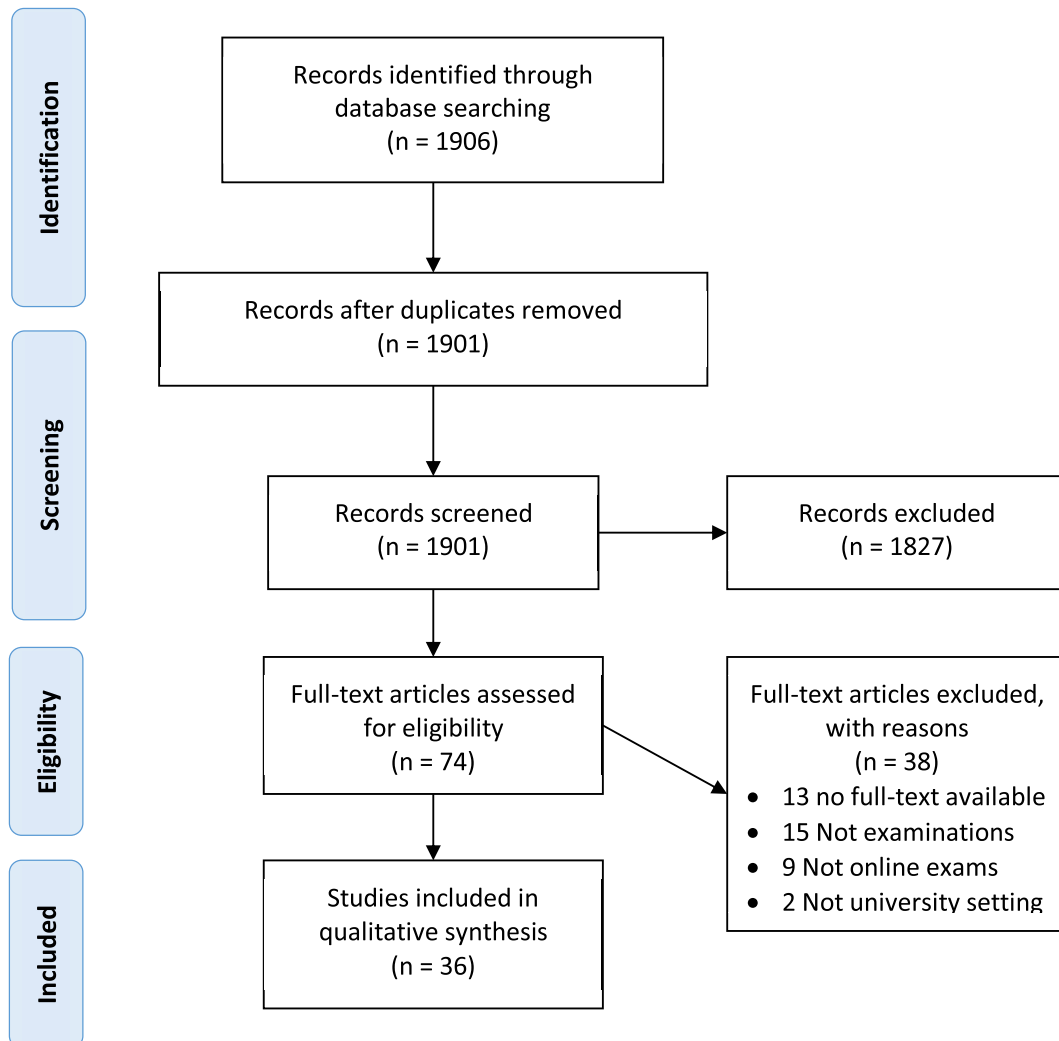 Identification
Records identified through
database searching
(n = 1906)
Records after duplicates removed
(n = 1901)
Screening
Records screened
(n = 1901)
Records excluded
(n = 1827)
Eligibility
Full-text articles assessed
for eligibility
(n = 74)
Full-text articles excluded,
with reasons
(n = 38)
• 13 no full-text available
• 15 Not examinations
• 9 Not online exams
• 2 Not university setting
Included
Studies included in
qualitative synthesis
(n = 36)